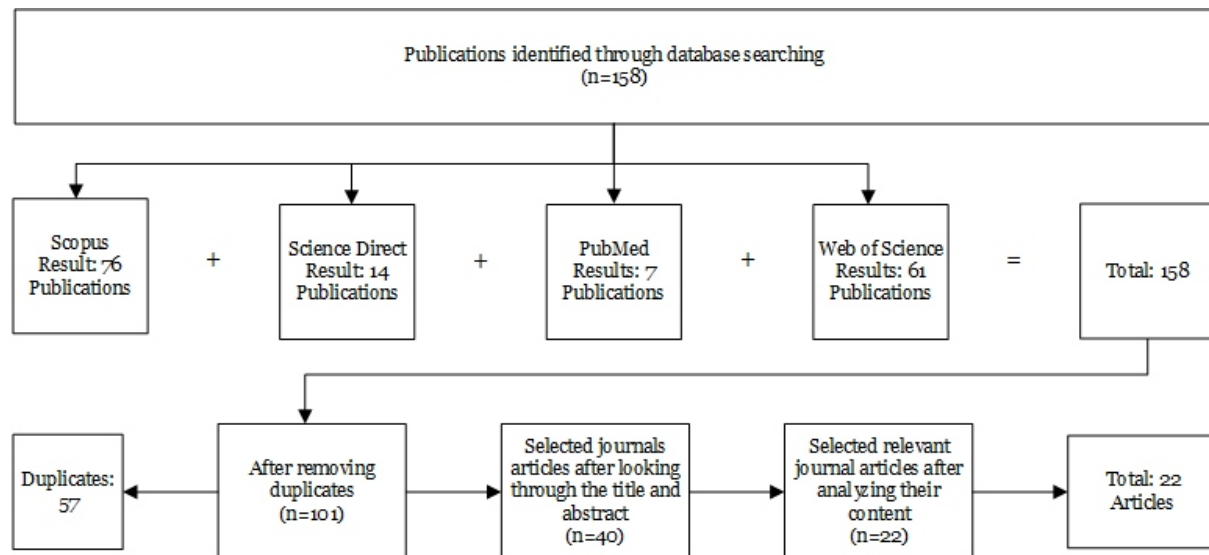 Publications identified through database searching
(n=158)
Scopus
Result: 76
Publications
+
Science Direct
Result: 14
Publications
+
PubMed
Results: 7
Publications
+
Web of Science
Results: 61
Publications
=
Total: 158
Duplicates:
57
After removing
duplicates
(n=101)
Selected journals
articles after looking
through the title and
abstract
(n=40)
Selected relevant
journal articles after
analyzing their
content
(n=22)
Total: 22
Articles